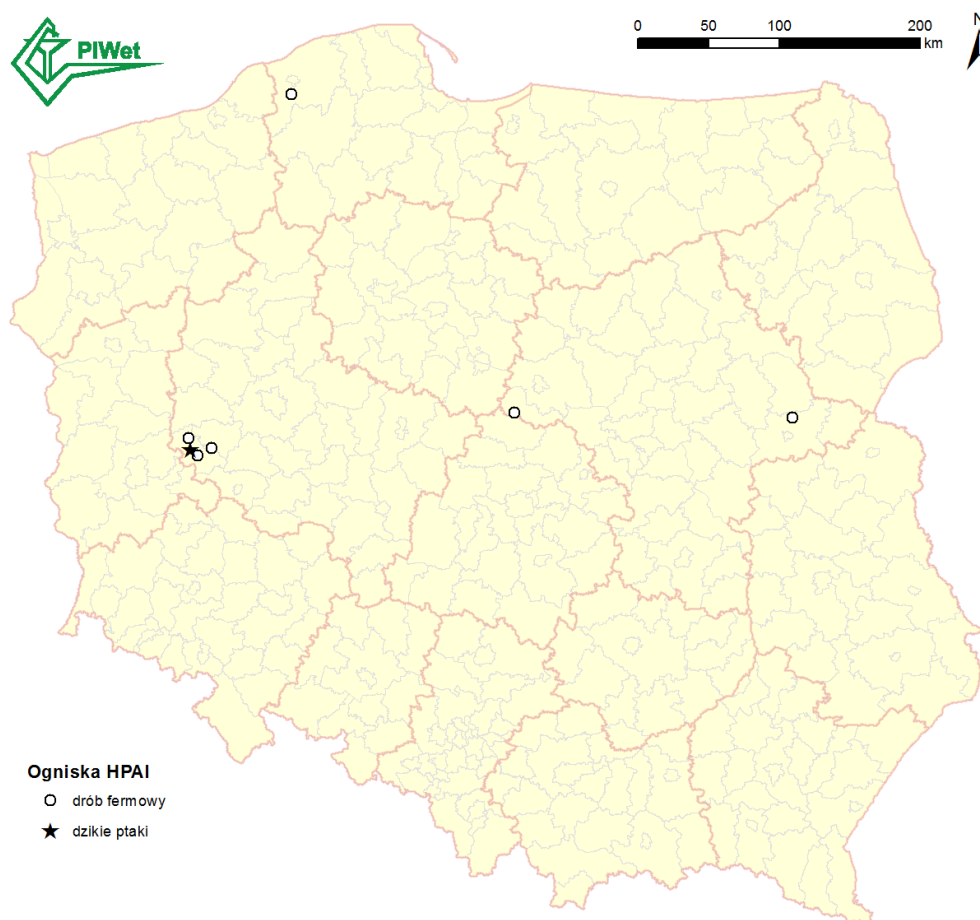 PIWet
0 50 100 200
km
N
Ogniska HPAI
drób fermowy
dzikie ptaki